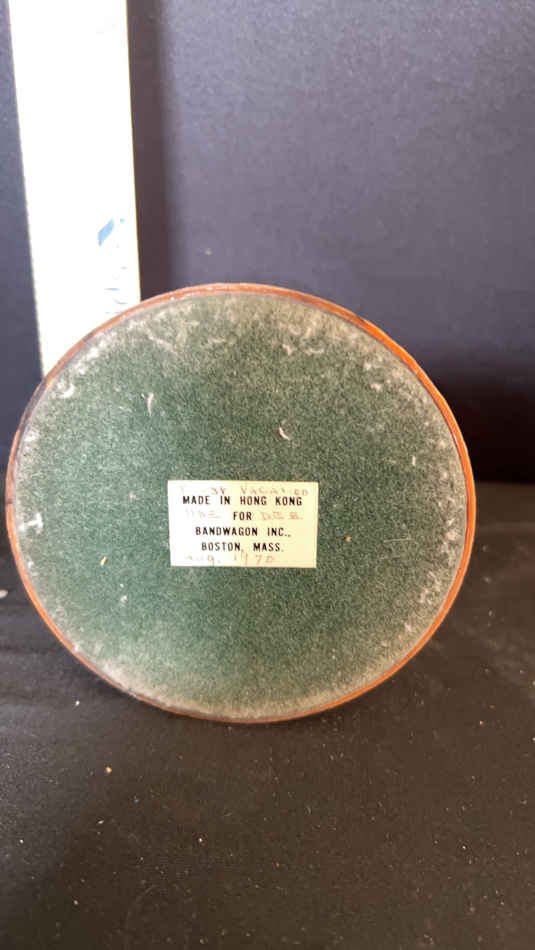 VACATION
MADE IN HONG KONG
FOR
BANDWAGON INC.,
BOSTON, MASS.
Aug. 1970